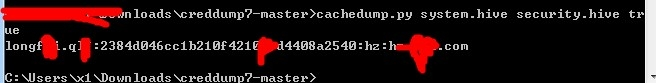 \Downloads\creddump7-master>cachedump.py system.hive security.hive tr
ue
longf i.ql :2384d046cc1b210f4210 d4408a2540:hz:h .com
C:\Users\x1\Downloads\creddump7-master>